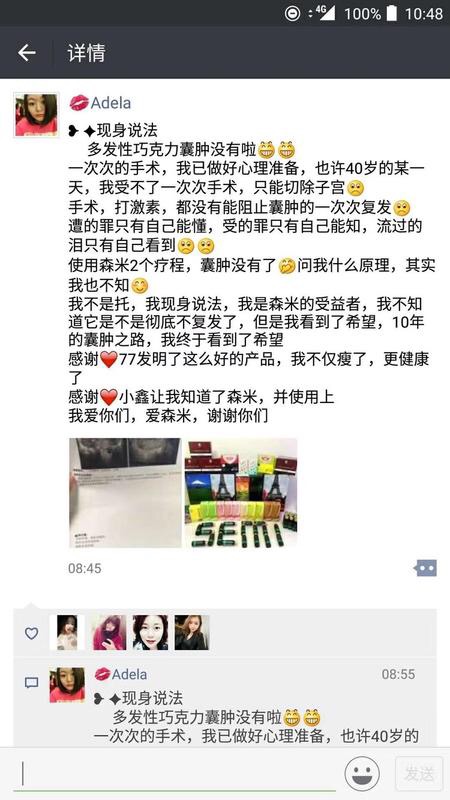 4G 100% 10:48
详情
Adela
现身说法
多发性巧克力囊肿没有啦
一次次的手术，我已做好心理准备，也许40岁的某一
天，我受不了一次次手术，只能切除子宫
手术，打激素，都没有能阻止囊肿的一次次复发
遭的罪只有自己能懂，受的罪只有自己能知，流过的
泪只有自己看到
使用森米2个疗程，囊肿没有了问我什么原理，其实
我也不知
我不是托，我现身说法，我是森米的受益者，我不知
道它是不是彻底不复发了，但是我看到了希望，10年
的囊肿之路，我终于看到了希望
感谢❤77发明了这么好的产品，我不仅瘦了，更健康
了
感谢❤小鑫让我知道了森米，并使用上
我爱你们，爱森米，谢谢你们
SEMI
08:45
Adela 08:55
现身说法
多发性巧克力囊肿没有啦
一次次的手术，我已做好心理准备，也许40岁的
发送